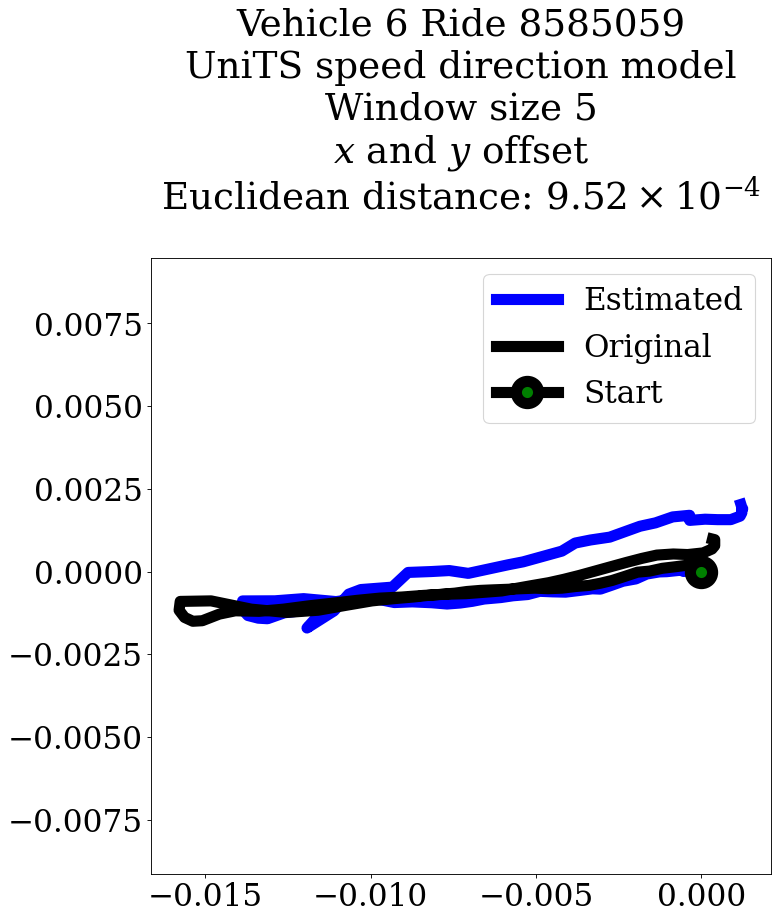 Vehicle 6 Ride 8585059
UniTS speed direction model
Window size 5
x and y offset
Euclidean distance: 9.52 × 10⁻⁴
Estimated
Original
Start
0.0075
0.0050
0.0025
0.0000
−0.0025
−0.0050
−0.0075
−0.015 −0.010 −0.005 0.000